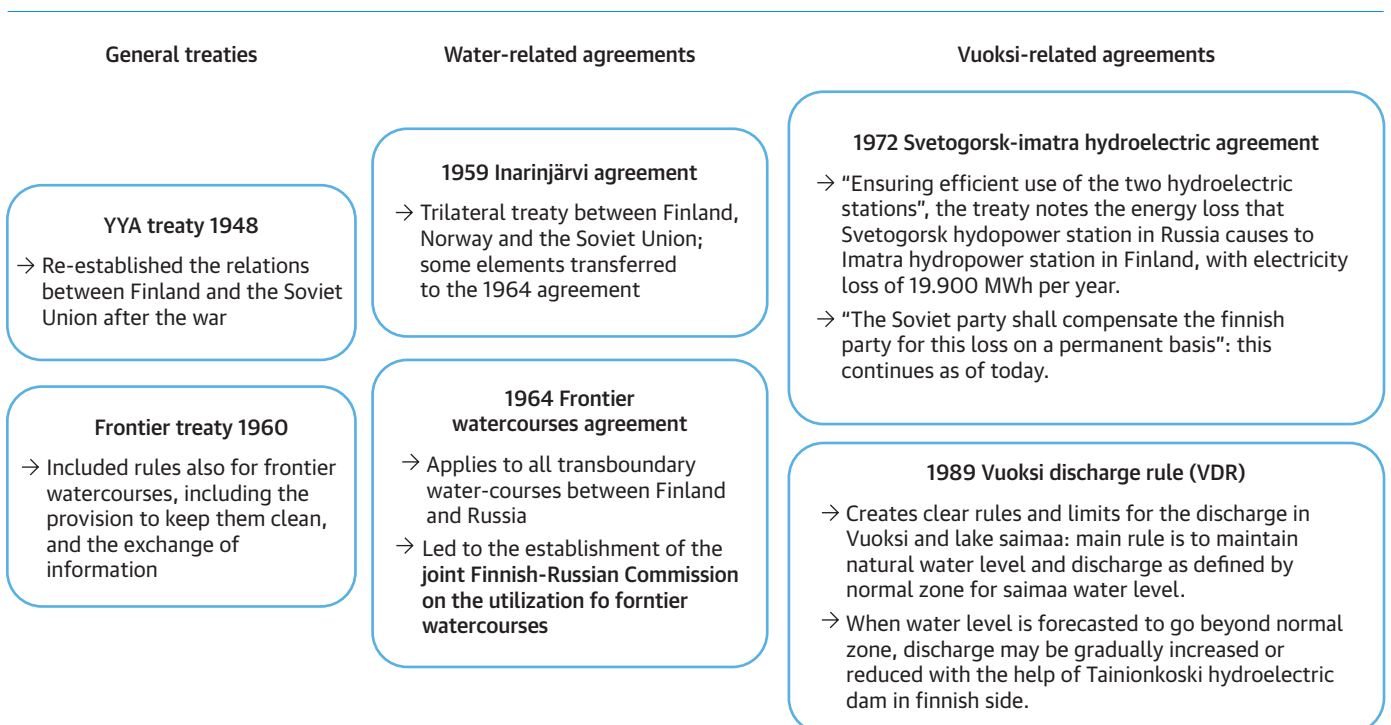 General treaties
YYA treaty 1948
→ Re-established the relations
between Finland and the Soviet
Union after the war
Frontier treaty 1960
→ Included rules also for frontier
watercourses, including the
provision to keep them clean,
and the exchange of
information
Water-related agreements
1959 Inarinjärvi agreement
→ Trilateral treaty between Finland,
Norway and the Soviet Union;
some elements transferred
to the 1964 agreement
1964 Frontier
watercourses agreement
→ Applies to all transboundary
water-courses between Finland
and Russia
→ Led to the establishment of the
joint Finnish-Russian Commission
on the utilization fo forntier
watercourses
Vuoksi-related agreements
1972 Svetogorsk-imatra hydroelectric agreement
→ “Ensuring efficient use of the two hydroelectric
stations”, the treaty notes the energy loss that
Svetogorsk hydopower station in Russia causes to
Imatra hydropower station in Finland, with electricity
loss of 19.900 MWh per year.
→ “The Soviet party shall compensate the finnish
party for this loss on a permanent basis”: this
continues as of today.
1989 Vuoksi discharge rule (VDR)
→ Creates clear rules and limits for the discharge in
Vuoksi and lake saimaa: main rule is to maintain
natural water level and discharge as defined by
normal zone for saimaa water level.
→ When water level is forecasted to go beyond normal
zone, discharge may be gradually increased or
reduced with the help of Tainionkoski hydroelectric
dam in finnish side.